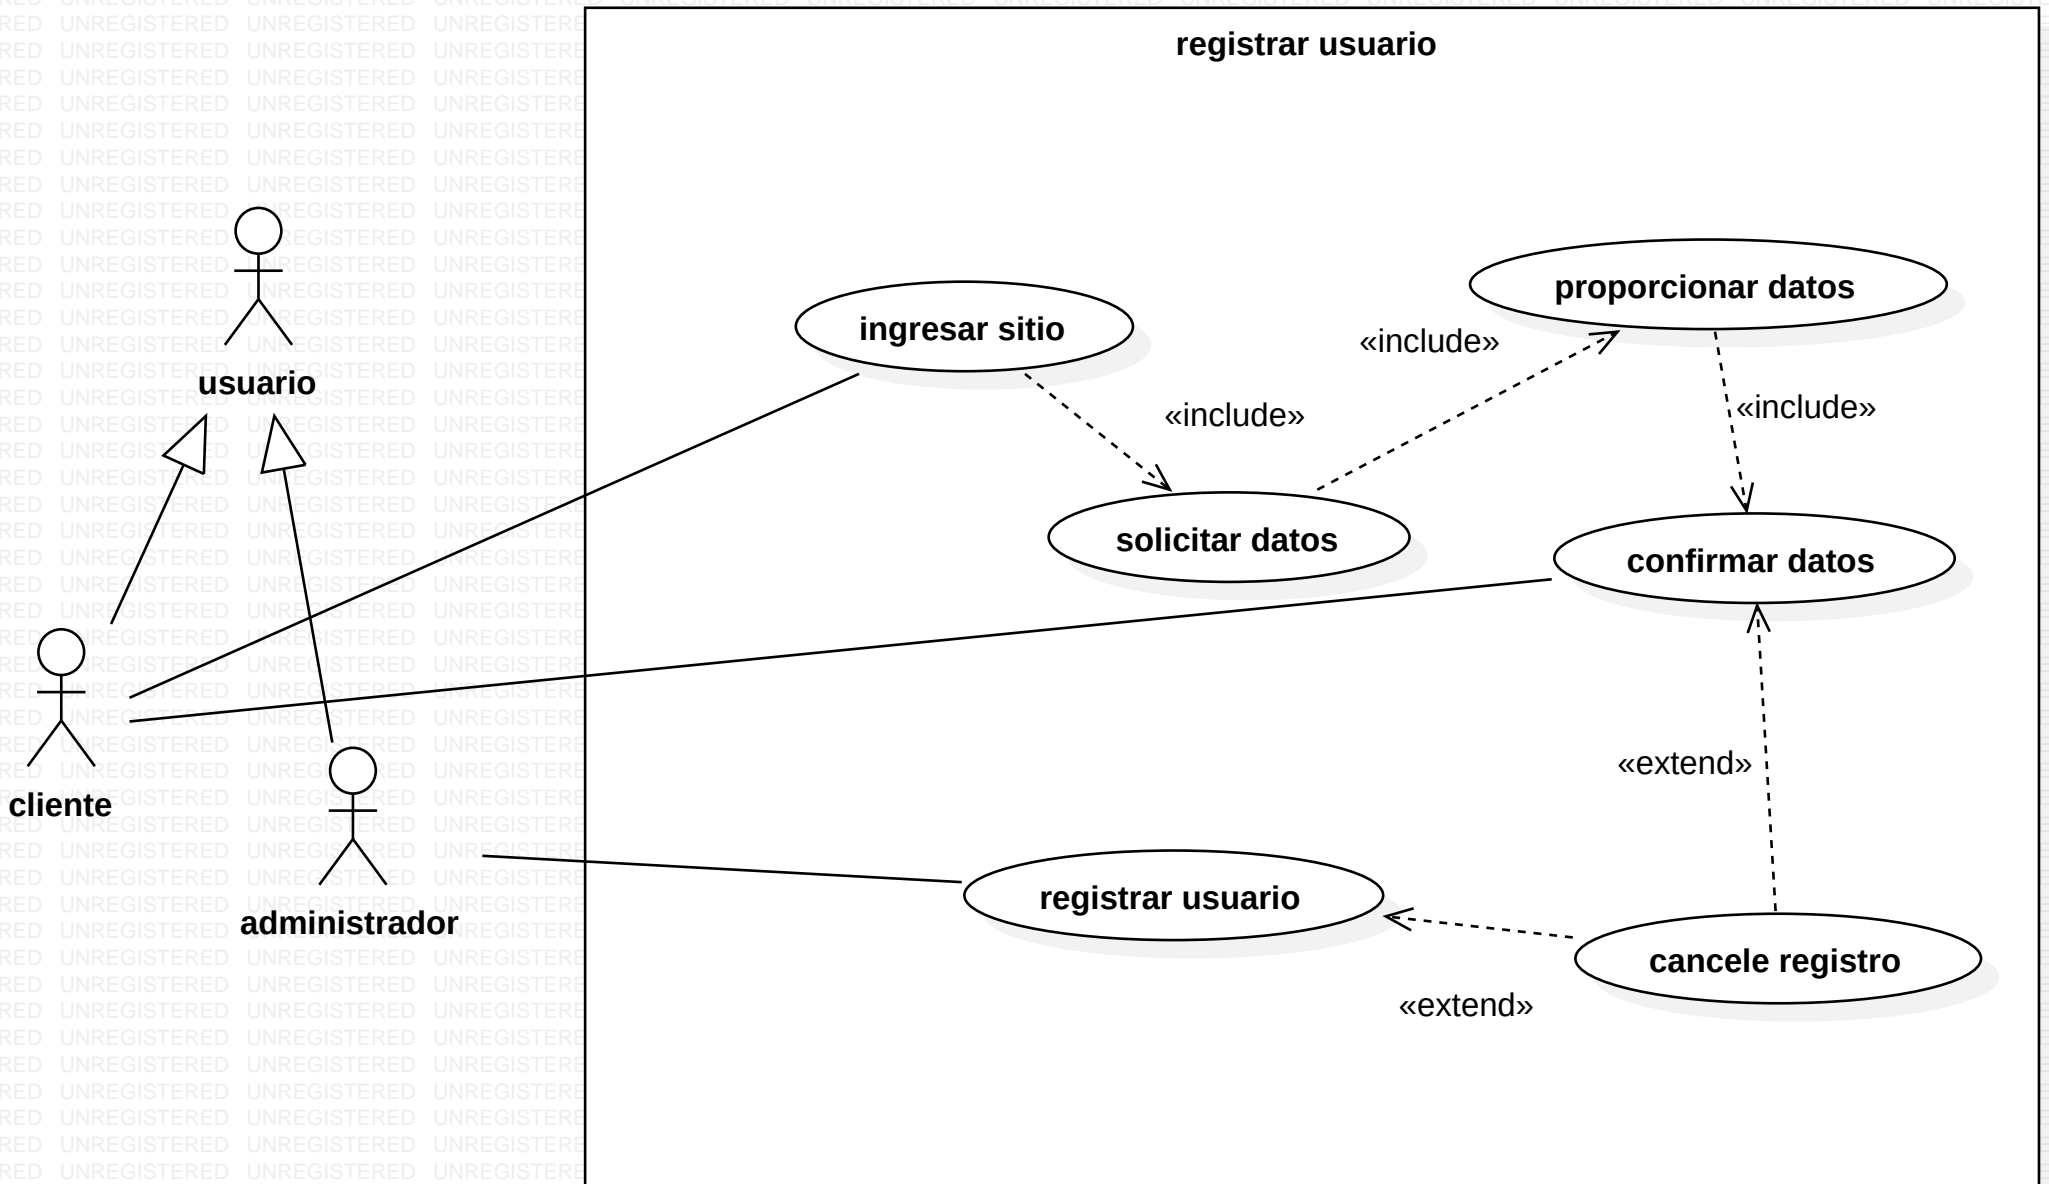 registrar usuario
usuario
ingresar sitio
proporcionar datos
«include»
«include»
«include»
solicitar datos
confirmar datos
cliente
«extend»
administrador
registrar usuario
cancele registro
«extend»
UNREGISTERED